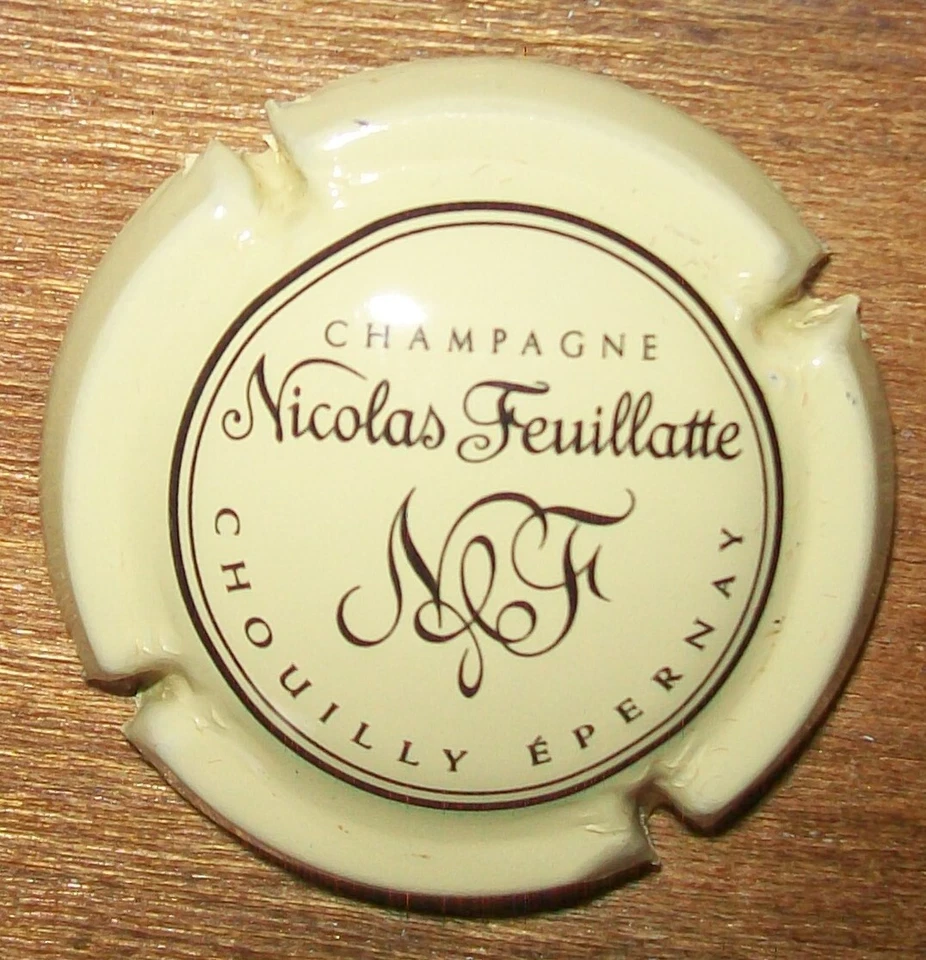 CHAMPAGNE
Nicolas Feuillatte
NF
CHOUILLY ÉPERNAY